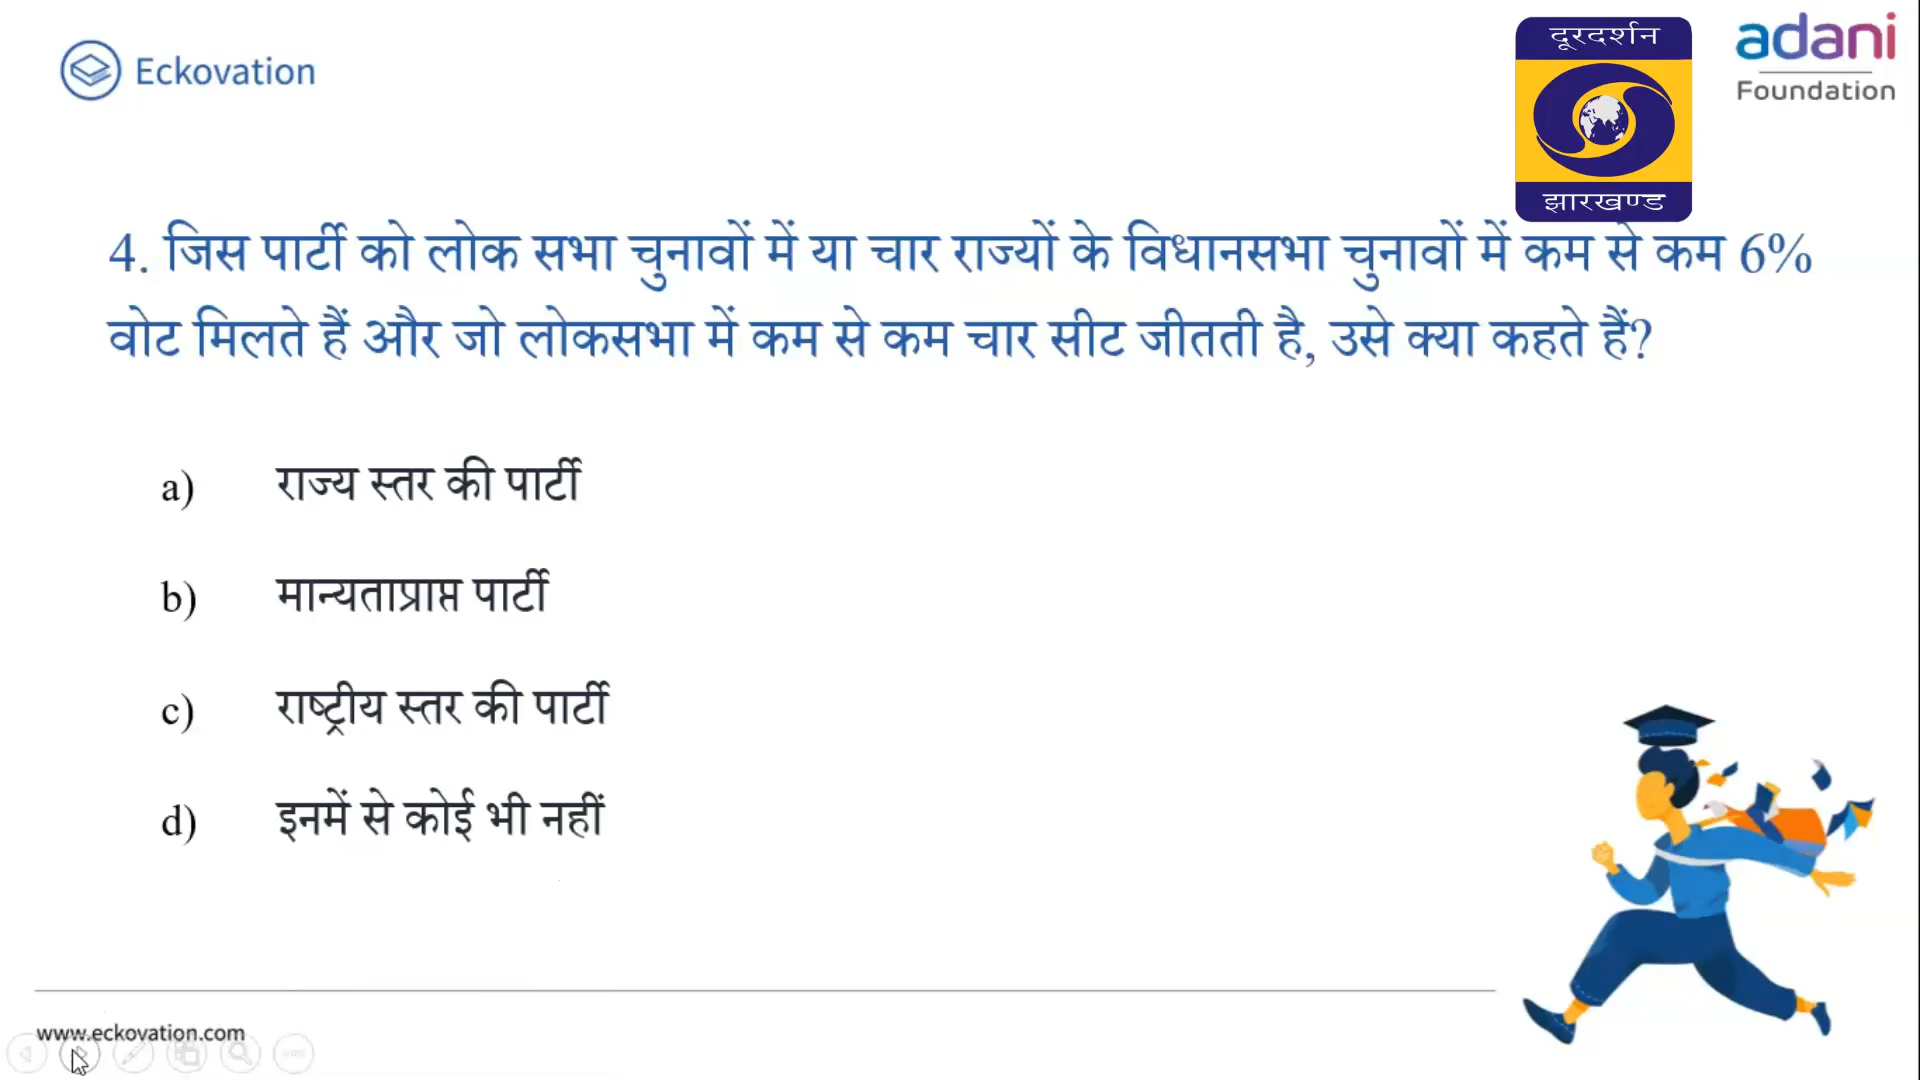 Eckovation
दूरदर्शन
झारखण्ड
adani
Foundation
4. जिस पार्टी को लोक सभा चुनावों में या चार राज्यों के विधानसभा चुनावों में कम से कम 6%
वोट मिलते हैं और जो लोकसभा में कम से कम चार सीट जीतती है, उसे क्या कहते हैं?
a) राज्य स्तर की पार्टी
b) मान्यताप्राप्त पार्टी
c) राष्ट्रीय स्तर की पार्टी
d) इनमें से कोई भी नहीं
www.eckovation.com